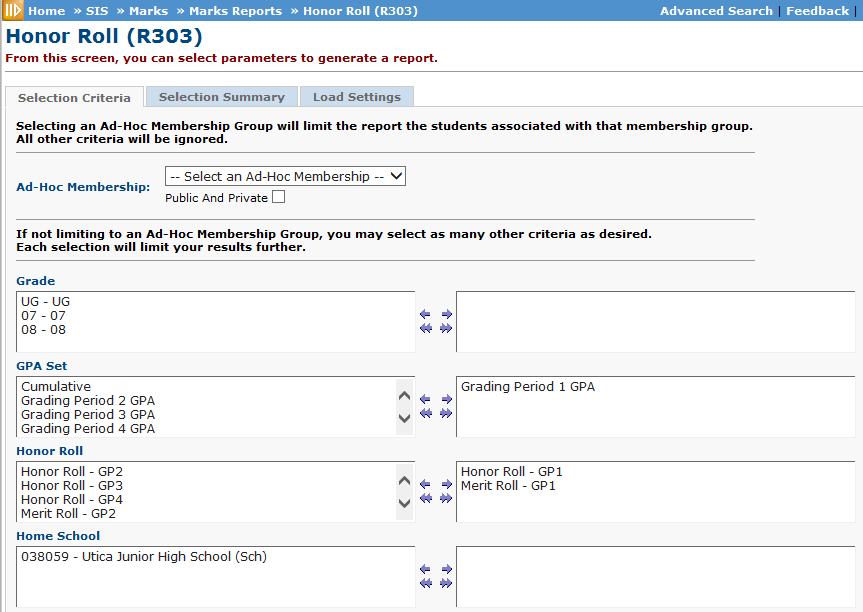 Home » SIS » Marks » Marks Reports » Honor Roll (R303)
Advanced Search | Feedback |
Honor Roll (R303)
From this screen, you can select parameters to generate a report.
Selection Criteria
Selection Summary
Load Settings
Selecting an Ad-Hoc Membership Group will limit the report the students associated with that membership group.
All other criteria will be ignored.
Ad-Hoc Membership:
-- Select an Ad-Hoc Membership --
Public And Private
If not limiting to an Ad-Hoc Membership Group, you may select as many other criteria as desired.
Each selection will limit your results further.
Grade
UG - UG
07 - 07
08 - 08
GPA Set
Cumulative
Grading Period 2 GPA
Grading Period 3 GPA
Grading Period 4 GPA
Grading Period 1 GPA
Honor Roll
Honor Roll - GP2
Honor Roll - GP3
Honor Roll - GP4
Merit Roll - GP2
Honor Roll - GP1
Merit Roll - GP1
Home School
038059 - Utica Junior High School (Sch)